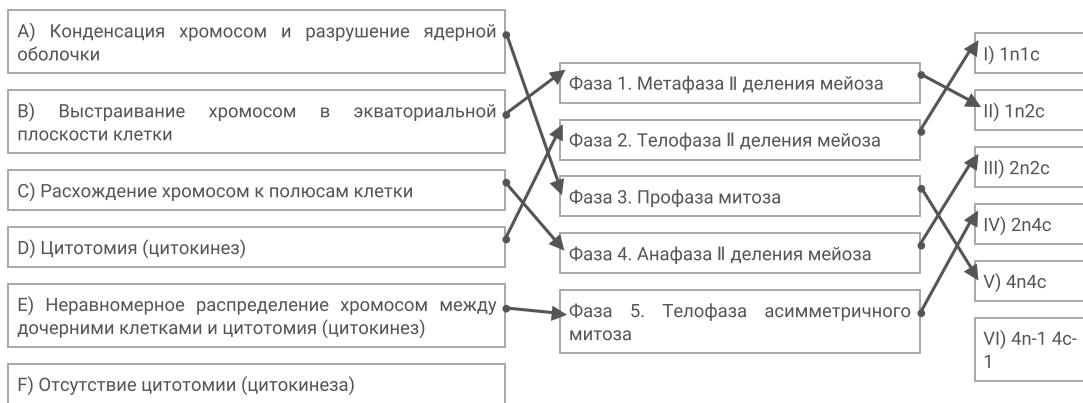 A) Конденсация хромосом и разрушение ядерной
оболочки
B) Выстраивание хромосом в экваториальной
плоскости клетки
C) Расхождение хромосом к полюсам клетки
D) Цитотомия (цитокинез)
E) Неравномерное распределение хромосом между
дочерними клетками и цитотомия (цитокинез)
F) Отсутствие цитотомии (цитокинеза)
Фаза 1. Метафаза II деления мейоза
Фаза 2. Телофаза II деления мейоза
Фаза 3. Профаза митоза
Фаза 4. Анафаза II деления мейоза
Фаза 5. Телофаза асимметричного
митоза
I) 1n1c
II) 1n2c
III) 2n2c
IV) 2n4c
V) 4n4c
VI) 4n-1 4c-
1